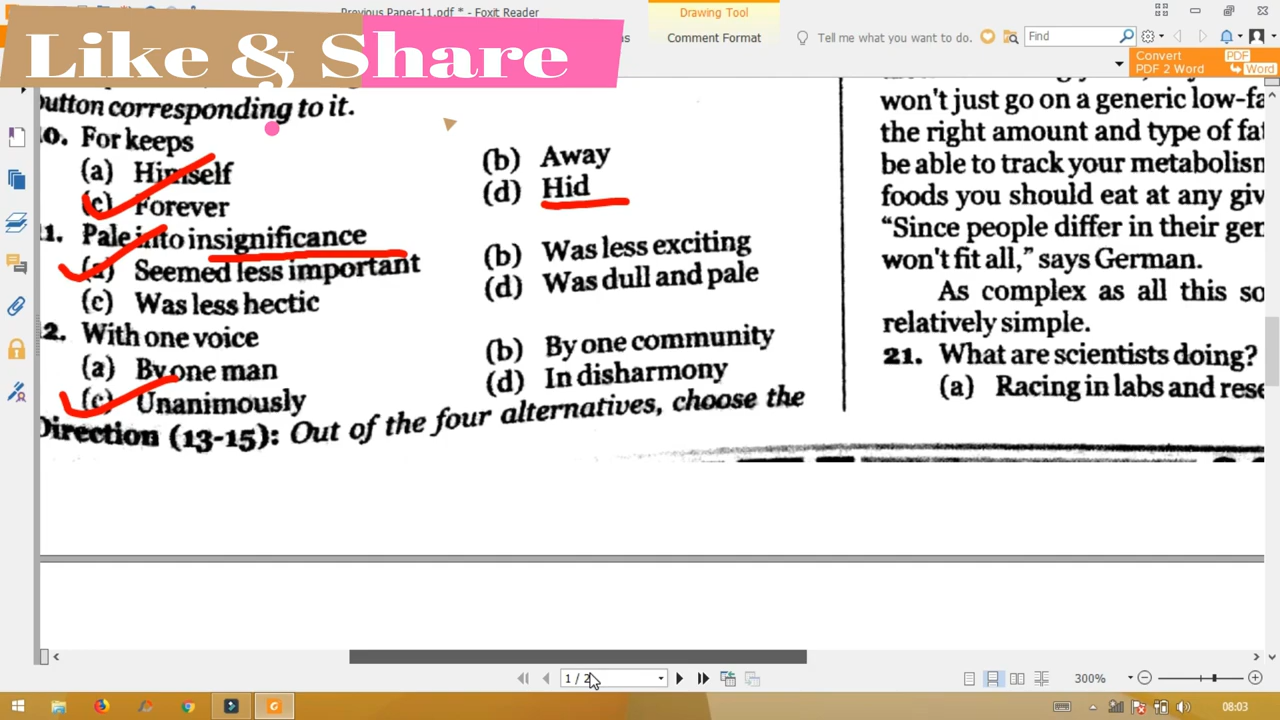 Previous Paper-11.pdf * - Foxit Reader
Drawing Tool
Like & Share
Comment Format
Tell me what you want to do.
Find
Convert
PDF 2 Word
PDF
Word
button corresponding to it.
10. For keeps
(a) Himself
(b) Away
(c) Forever
(d) Hid
11. Pale into insignificance
(a) Seemed less important
(b) Was less exciting
(c) Was less hectic
(d) Was dull and pale
12. With one voice
(a) By one man
(b) By one community
(c) Unanimously
(d) In disharmony
Direction (13-15): Out of the four alternatives, choose the
won't just go on a generic low-fa
the right amount and type of fat
be able to track your metabolism
foods you should eat at any giv
"Since people differ in their gen
won't fit all," says German.
As complex as all this so
relatively simple.
21. What are scientists doing?
(a) Racing in labs and rese
1 / 2
300%
08:03